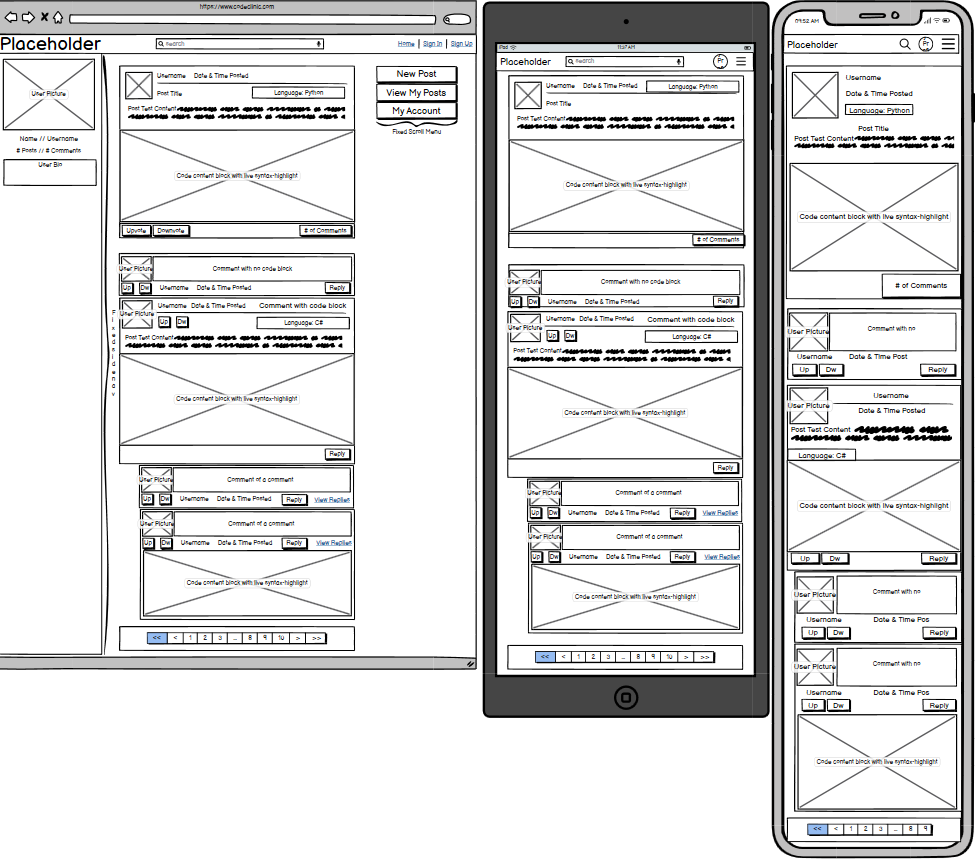 https://www.codeclinic.com
Placeholder
search
Home | Sign In | Sign Up
User Picture
Name // Username
# Posts // # Comments
User Bio
Fixed sidenav
Username Date & Time Posted
Post Title
Language: Python
Post Test Content
Code content block with live syntax-highlight
Upvote Downvote # of Comments
New Post
View My Posts
My Account
Fixed Scroll Menu
User Picture
Comment with no code block
Up Dw Username Date & Time Posted Reply
User Picture
Username Date & Time Posted Comment with code block
Up Dw Language: C#
Post Test Content
Code content block with live syntax-highlight
Reply
User Picture
Comment of a comment
Up Dw Username Date & Time Posted Reply View Replies
User Picture
Comment of a comment
Up Dw Username Date & Time Posted Reply View Replies
Code content block with live syntax-highlight
<< < 1 2 3 ... 8 9 10 > >>
iPod
11:37 AM
Placeholder
search
Pr
Username Date & Time Posted Language: Python
Post Title
Post Test Content
Code content block with live syntax-highlight
# of Comments
User Picture
Comment with no code block
Up Dw Username Date & Time Posted Reply
User Picture
Username Date & Time Posted Comment with code block
Up Dw Language: C#
Post Test Content
Code content block with live syntax-highlight
Reply
User Picture
Comment of a comment
Up Dw Username Date & Time Posted Reply View Replies
User Picture
Comment of a comment
Up Dw Username Date & Time Posted Reply View Replies
Code content block with live syntax-highlight
<< < 1 2 3 ... 8 9 10 > >>
09:52 AM
Placeholder
Pr
Username
Date & Time Posted
Language: Python
Post Title
Post Test Content
Code content block with live syntax-highlight
# of Comments
User Picture
Comment with no
Username Date & Time Post
Up Dw Reply
User Picture
Username
Date & Time Posted
Post Test Content
Language: C#
Code content block with live syntax-highlight
Up Dw Reply
User Picture
Comment with no
Username Date & Time Pos
Up Dw Reply
User Picture
Comment with no
Username Date & Time Pos
Up Dw Reply
Code content block with live syntax-highlight
<< < 1 2 3 ... 8 9